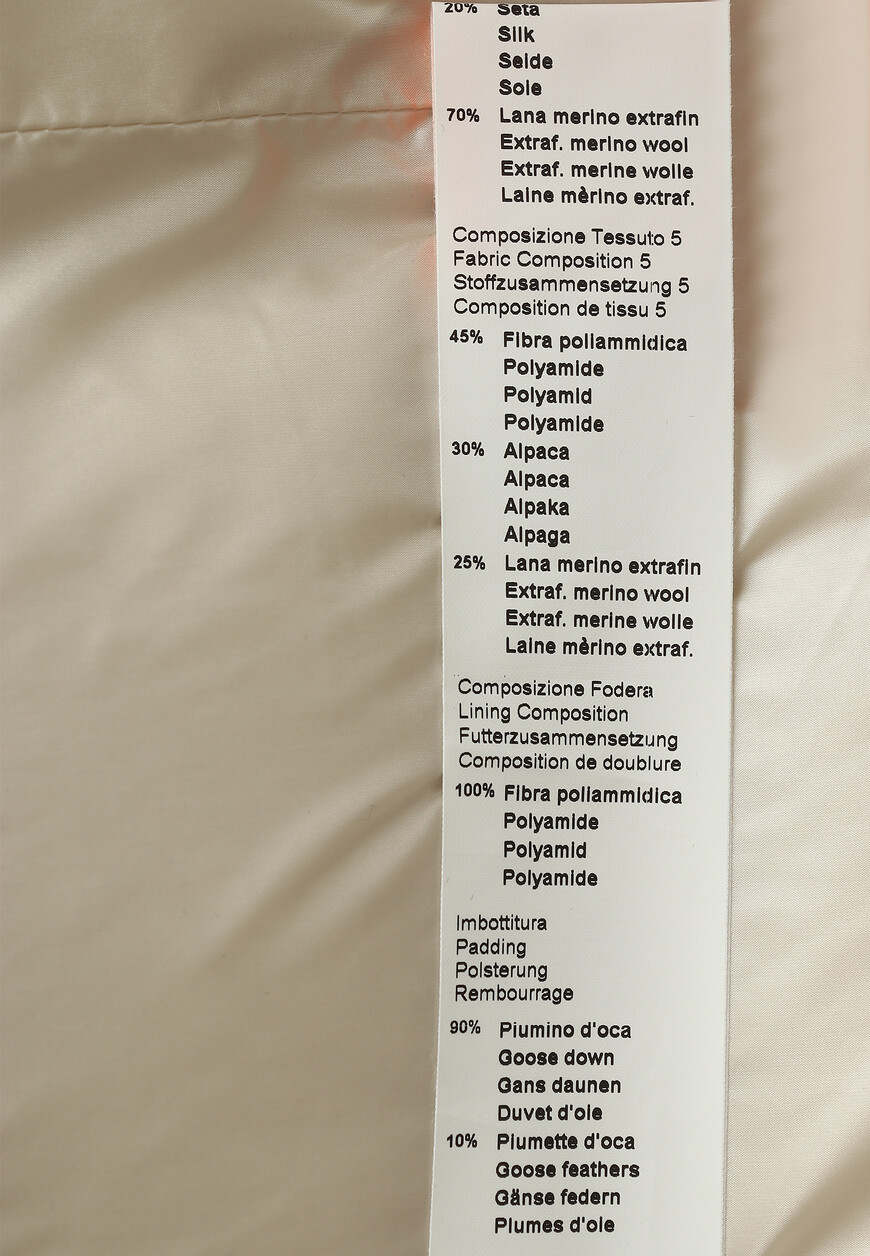 20% Seta
Silk
Seide
Soie
70% Lana merino extrafin
Extraf. merino wool
Extraf. merine wolle
Laine mèrino extraf.
Composizione Tessuto 5
Fabric Composition 5
Stoffzusammensetzung 5
Composition de tissu 5
45% Fibra poliammidica
Polyamide
Polyamid
Polyamide
30% Alpaca
Alpaca
Alpaka
Alpaga
25% Lana merino extrafin
Extraf. merino wool
Extraf. merine wolle
Laine mèrino extraf.
Composizione Fodera
Lining Composition
Futterzusammensetzung
Composition de doublure
100% Fibra poliammidica
Polyamide
Polyamid
Polyamide
Imbottitura
Padding
Polsterung
Rembourrage
90% Piumino d'oca
Goose down
Gans daunen
Duvet d'oie
10% Piumette d'oca
Goose feathers
Gänse federn
Plumes d'oie